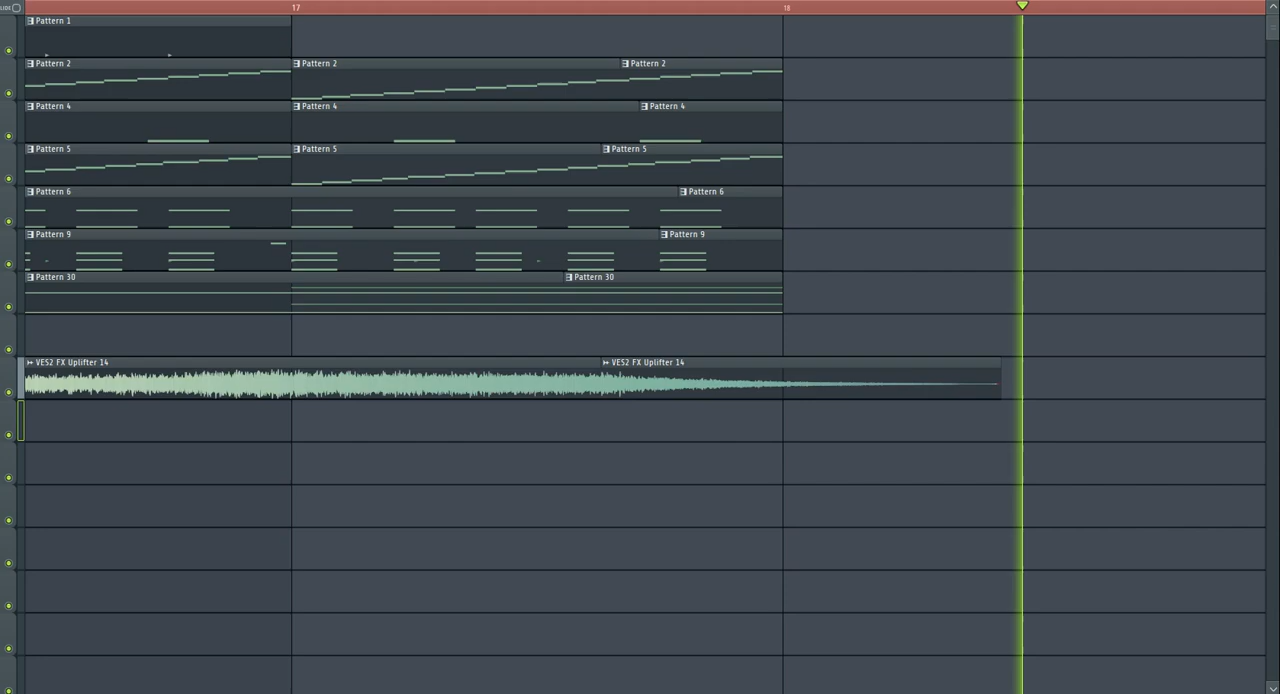 17 18
Pattern 1
Pattern 2 Pattern 2 Pattern 2
Pattern 4 Pattern 4 Pattern 4
Pattern 5 Pattern 5 Pattern 5
Pattern 6 Pattern 6
Pattern 9 Pattern 9
Pattern 30 Pattern 30
VES2 FX Uplifter 14 VES2 FX Uplifter 14